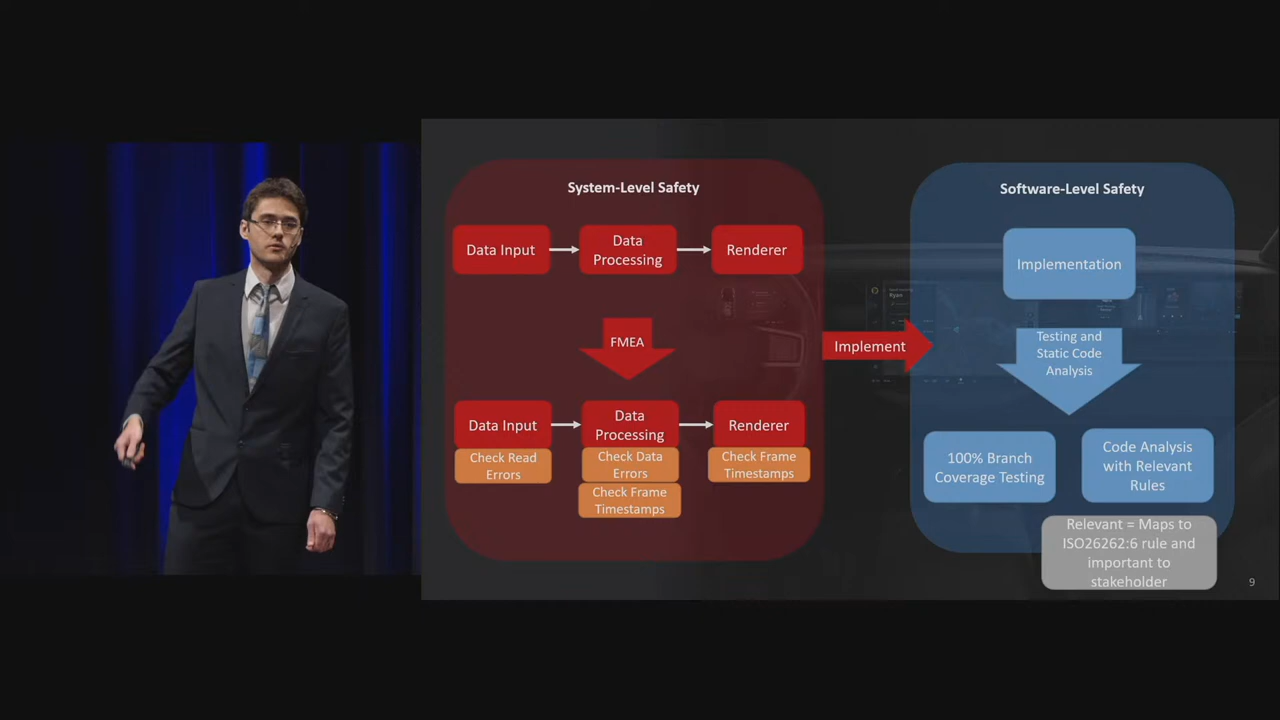 System-Level Safety
Data Input
Data
Processing
Renderer
FMEA
Data Input
Data
Processing
Renderer
Check Read
Errors
Check Data
Errors
Check Frame
Timestamps
Check Frame
Timestamps
Implement
Software-Level Safety
Implementation
Testing and
Static Code
Analysis
100% Branch
Coverage Testing
Code Analysis
with Relevant
Rules
Relevant = Maps to
ISO26262:6 rule and
important to
stakeholder
9